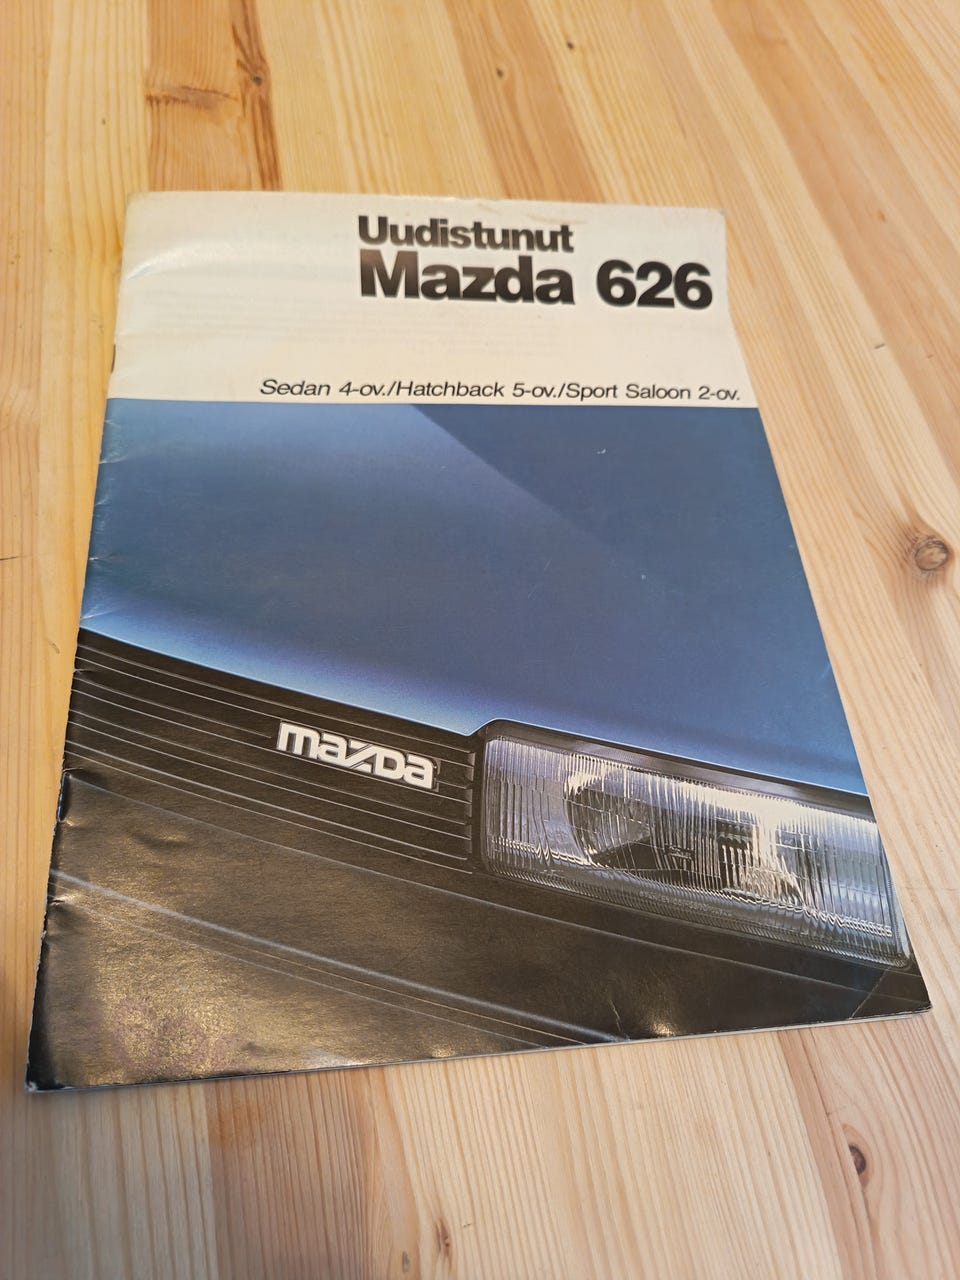 Uudistunut
Mazda 626
Sedan 4-ov./Hatchback 5-ov./Sport Saloon 2-ov.
mazda